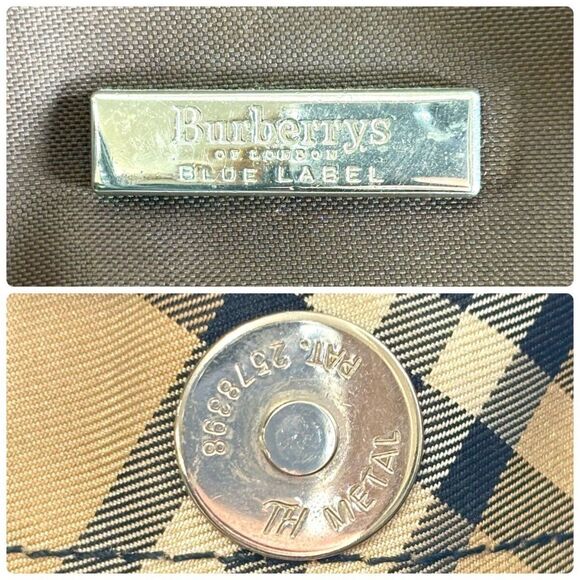 Burberrys
OF LONDON
BLUE LABEL
PAT. 2578398
TH METAL